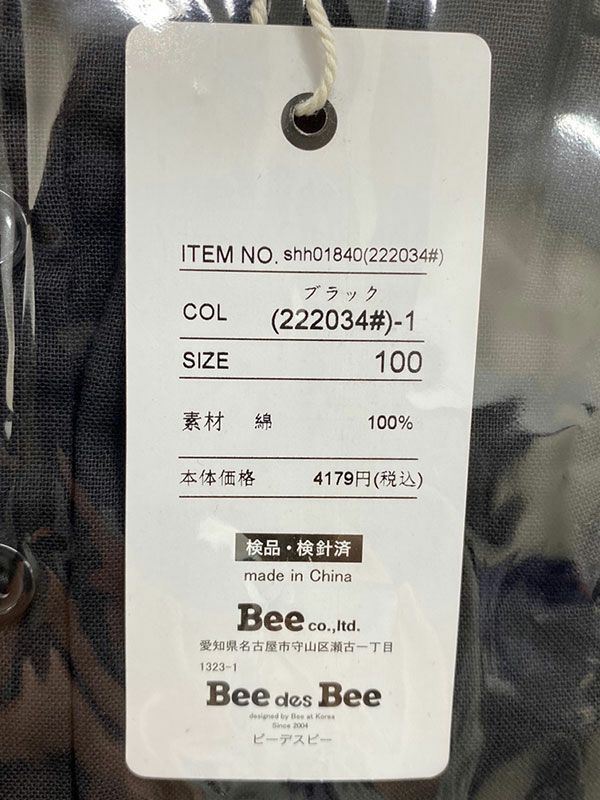 ITEM NO. shh01840(222034#)
ブラック
COL (222034#)-1
SIZE 100
素材 綿 100%
本体価格 4179円(税込)
検品・検針済
made in China
Bee co.,ltd.
愛知県名古屋市守山区瀬古一丁目
1323-1
Bee des Bee
designed by Bee at Korea
Since 2004
ビーデスビー